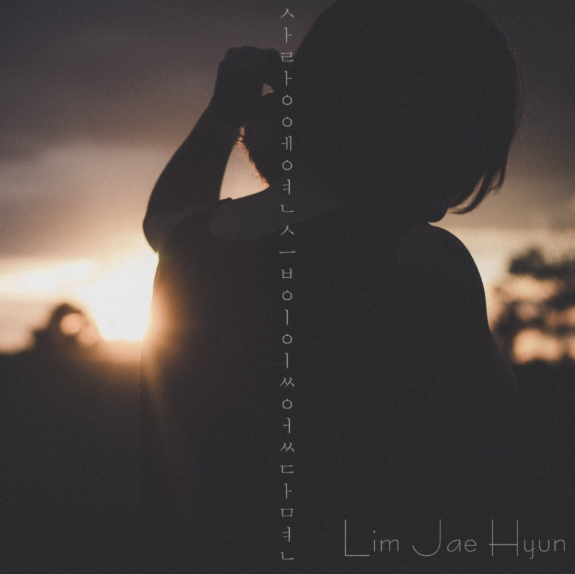 ㅅㅏㄹㅏㅇㅇㅔㅇㅕㄴㅅㅡㅂㅇㅣㅇㅣㅆㅇㅓㅆㄷㅏㅁㅕㄴ
Lim Jae Hyun